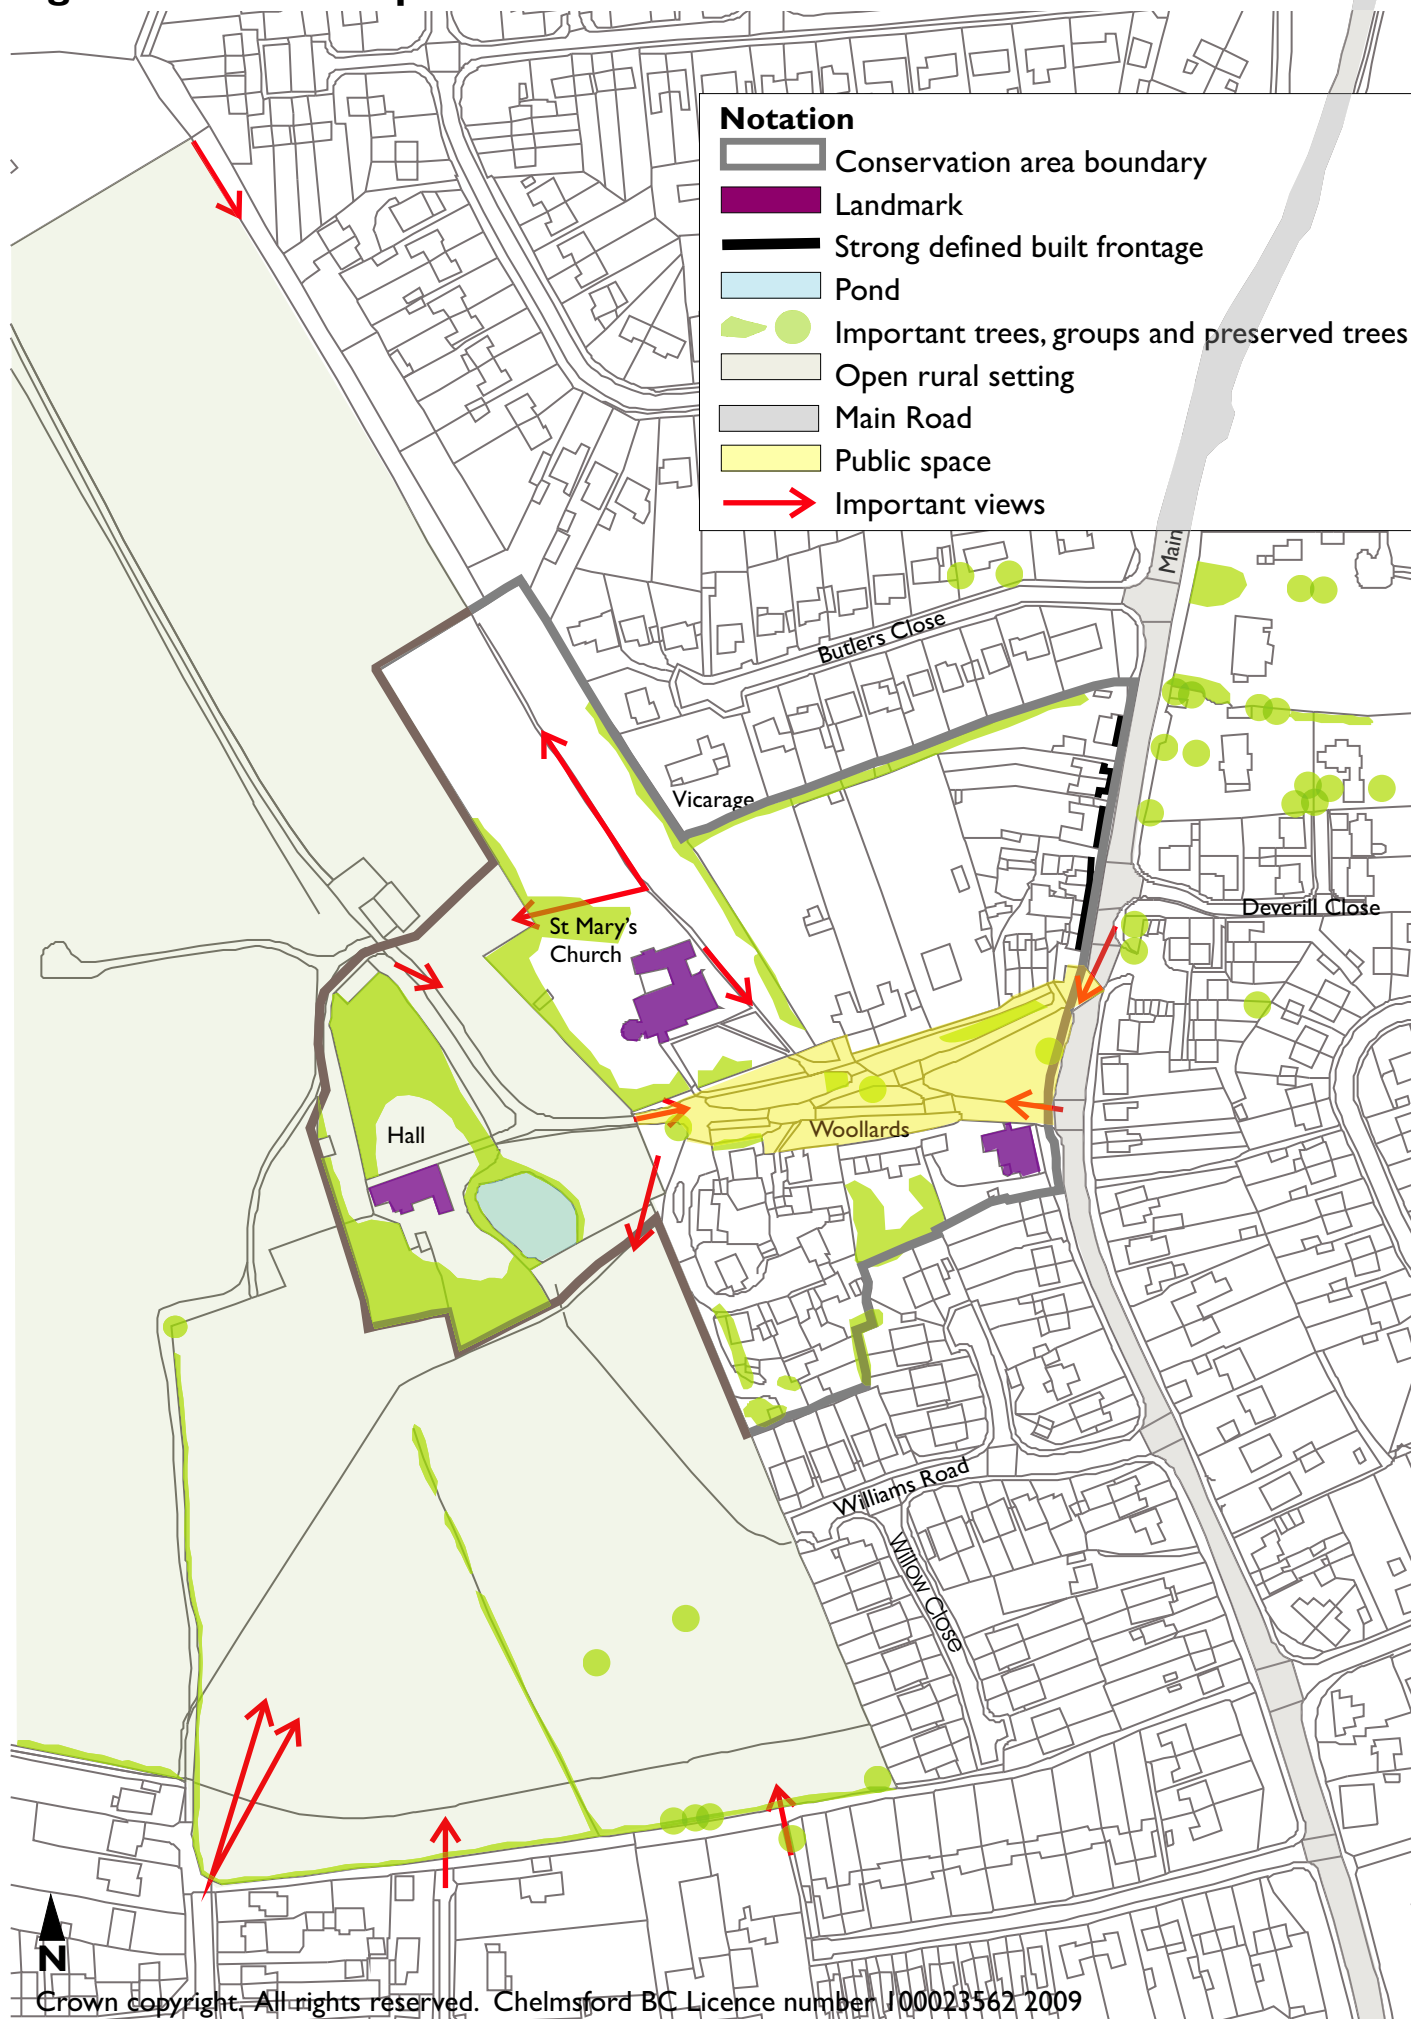 Notation
Conservation area boundary
Landmark
Strong defined built frontage
Pond
Important trees, groups and preserved trees
Open rural setting
Main Road
Public space
Important views
Main
Butlers Close
Vicarage
Deverill Close
St Mary's
Church
Woollards
Hall
Williams Road
Willow Close
N
Crown copyright. All rights reserved. Chelmsford BC Licence number 100023562 2009